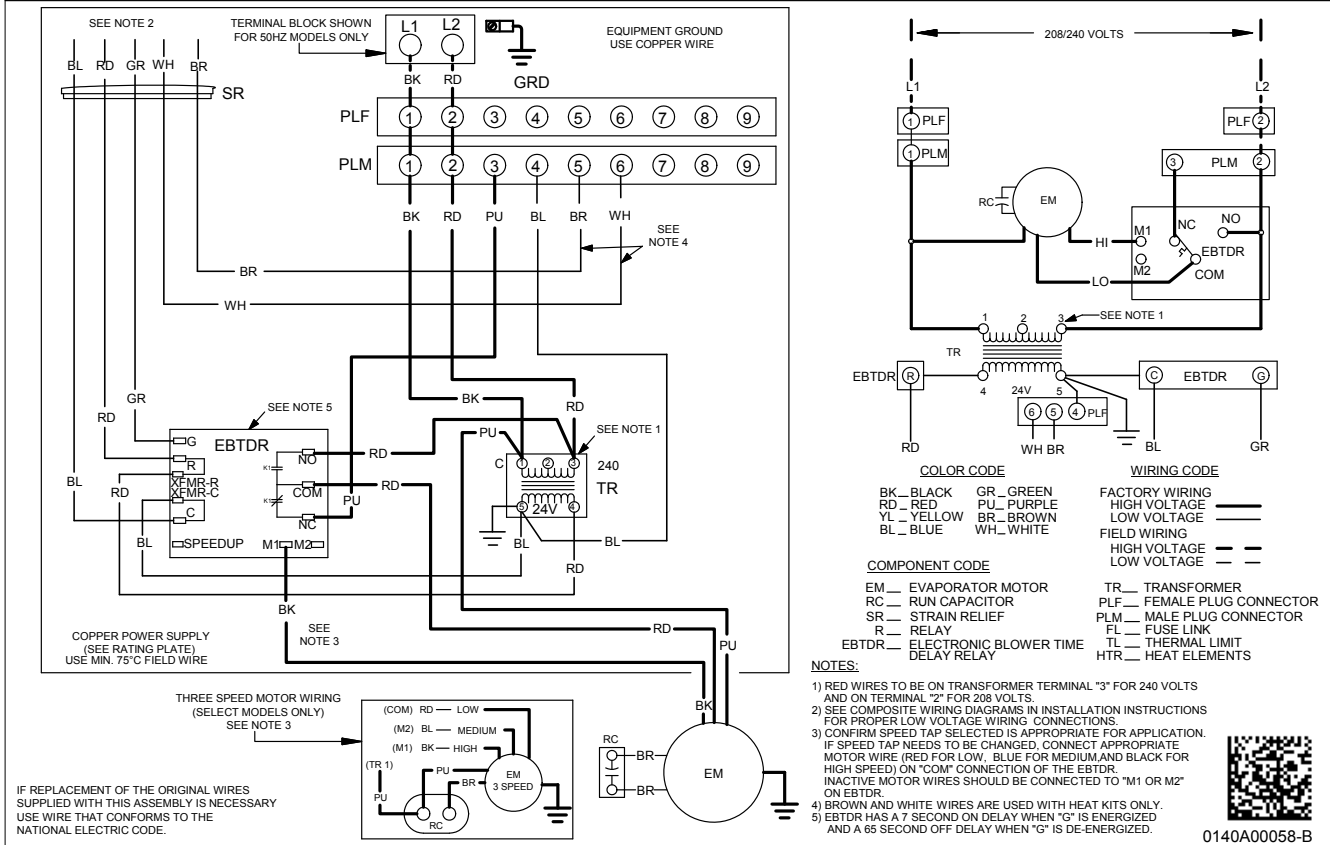 SEE NOTE 2
TERMINAL BLOCK SHOWN
FOR 50HZ MODELS ONLY
L1 L2
EQUIPMENT GROUND
USE COPPER WIRE
BL RD GR WH BR
SR
BK RD
GRD
PLF 1 2 3 4 5 6 7 8 9
PLM 1 2 3 4 5 6 7 8 9
BK RD PU BL BR WH
SEE
NOTE 4
BR
WH
GR
RD
SEE NOTE 5
BK
RD
PU
SEE NOTE 1
EBTDR
G
R
XFMR-R
XFMR-C
C
SPEEDUP
K1
K1
NO
COM
NC
M1 M2
RD
RD
PU
C 1 2 3 240
TR
24V
5 4
BL
RD
BL
BL
BL
RD
BK
SEE
NOTE 3
RD
PU
BK
COPPER POWER SUPPLY
(SEE RATING PLATE)
USE MIN. 75°C FIELD WIRE
THREE SPEED MOTOR WIRING
(SELECT MODELS ONLY)
SEE NOTE 3
(COM) RD LOW
(M2) BL MEDIUM
(M1) BK HIGH
(TR 1)
PU
PU
BR
EM
3 SPEED
RC
RC
BR
BR
EM
IF REPLACEMENT OF THE ORIGINAL WIRES
SUPPLIED WITH THIS ASSEMBLY IS NECESSARY
USE WIRE THAT CONFORMS TO THE
NATIONAL ELECTRIC CODE.
208/240 VOLTS
L1 L2
1 PLF
PLF 2
1 PLM
3 PLM 2
RC
EM
HI
LO
M1
M2
NC
NO
EBTDR
COM
1 2 3
SEE NOTE 1
TR
EBTDR R
4 24V 5
6 5 4 PLF
C EBTDR G
RD
WH BR
BL
GR
COLOR CODE
BK BLACK GR GREEN
RD RED PU PURPLE
YL YELLOW BR BROWN
BL BLUE WH WHITE
WIRING CODE
FACTORY WIRING
HIGH VOLTAGE
LOW VOLTAGE
FIELD WIRING
HIGH VOLTAGE
LOW VOLTAGE
COMPONENT CODE
EM EVAPORATOR MOTOR
RC RUN CAPACITOR
SR STRAIN RELIEF
R RELAY
EBTDR ELECTRONIC BLOWER TIME
DELAY RELAY
TR TRANSFORMER
PLF FEMALE PLUG CONNECTOR
PLM MALE PLUG CONNECTOR
FL FUSE LINK
TL THERMAL LIMIT
HTR HEAT ELEMENTS
NOTES:
1) RED WIRES TO BE ON TRANSFORMER TERMINAL "3" FOR 240 VOLTS
AND ON TERMINAL "2" FOR 208 VOLTS.
2) SEE COMPOSITE WIRING DIAGRAMS IN INSTALLATION INSTRUCTIONS
FOR PROPER LOW VOLTAGE WIRING CONNECTIONS.
3) CONFIRM SPEED TAP SELECTED IS APPROPRIATE FOR APPLICATION.
IF SPEED TAP NEEDS TO BE CHANGED, CONNECT APPROPRIATE
MOTOR WIRE (RED FOR LOW, BLUE FOR MEDIUM,AND BLACK FOR
HIGH SPEED) ON "COM" CONNECTION OF THE EBTDR.
INACTIVE MOTOR WIRES SHOULD BE CONNECTED TO "M1 OR M2"
ON EBTDR.
4) BROWN AND WHITE WIRES ARE USED WITH HEAT KITS ONLY.
5) EBTDR HAS A 7 SECOND ON DELAY WHEN "G" IS ENERGIZED
AND A 65 SECOND OFF DELAY WHEN "G" IS DE-ENERGIZED.
0140A00058-B